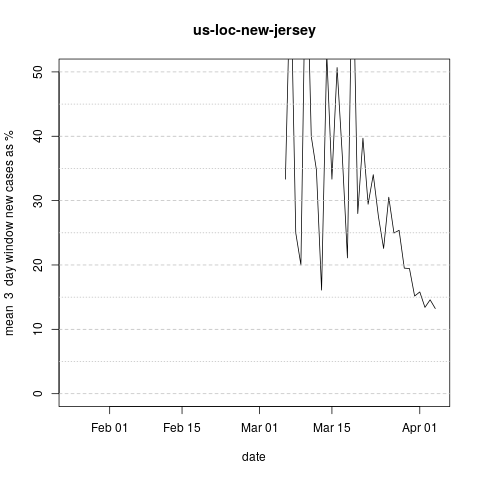 us-loc-new-jersey
mean 3 day window new cases as %
50
40
30
20
10
0
Feb 01 Feb 15 Mar 01 Mar 15 Apr 01
date